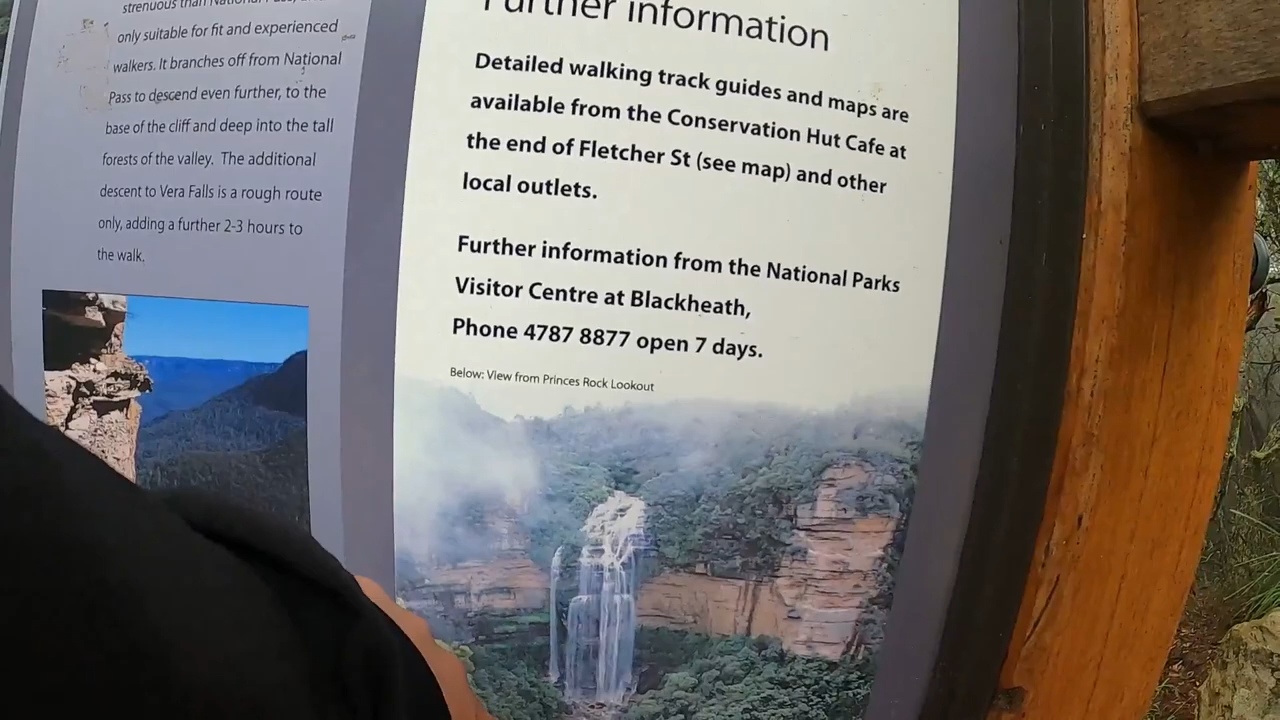 strenuous than National
only suitable for fit and experienced
walkers. It branches off from National
Pass to descend even further, to the
base of the cliff and deep into the tall
forests of the valley. The additional
descent to Vera Falls is a rough route
only, adding a further 2-3 hours to
the walk.
Further information
Detailed walking track guides and maps are
available from the Conservation Hut Cafe at
the end of Fletcher St (see map) and other
local outlets.
Further information from the National Parks
Visitor Centre at Blackheath,
Phone 4787 8877 open 7 days.
Below: View from Princes Rock Lookout